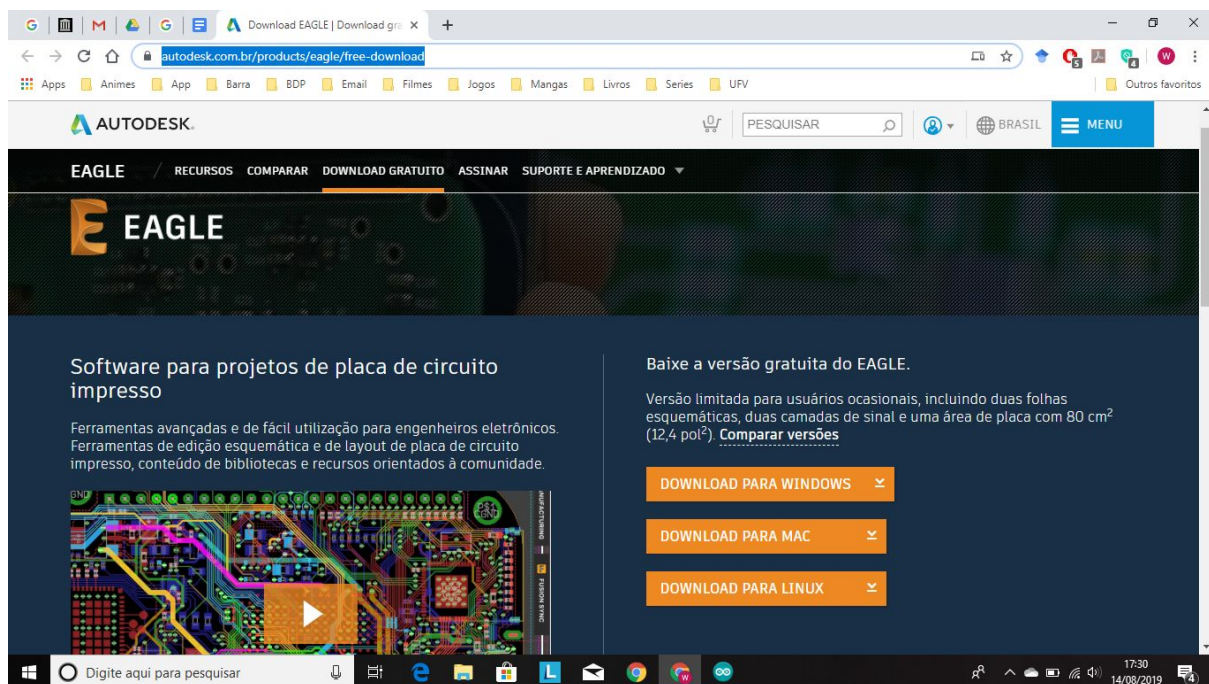 Download EAGLE | Download gra
autodesk.com.br/products/eagle/free-download
Apps Animes App Barra BDP Email Filmes Jogos Mangas Livros Series UFV Outros favoritos
AUTODESK. 0 PESQUISAR BRASIL MENU
EAGLE / RECURSOS COMPARAR DOWNLOAD GRATUITO ASSINAR SUPORTE E APRENDIZADO
EAGLE
Software para projetos de placa de circuito
impresso
Ferramentas avançadas e de fácil utilização para engenheiros eletrônicos.
Ferramentas de edição esquemática e de layout de placa de circuito
impresso, conteúdo de bibliotecas e recursos orientados à comunidade.
GND
MANUFACTURING
FUSION SYNC
Baixe a versão gratuita do EAGLE.
Versão limitada para usuários ocasionais, incluindo duas folhas
esquemáticas, duas camadas de sinal e uma área de placa com 80 cm²
(12,4 pol²). Comparar versões
DOWNLOAD PARA WINDOWS
DOWNLOAD PARA MAC
DOWNLOAD PARA LINUX
Digite aqui para pesquisar
17:30
14/08/2019